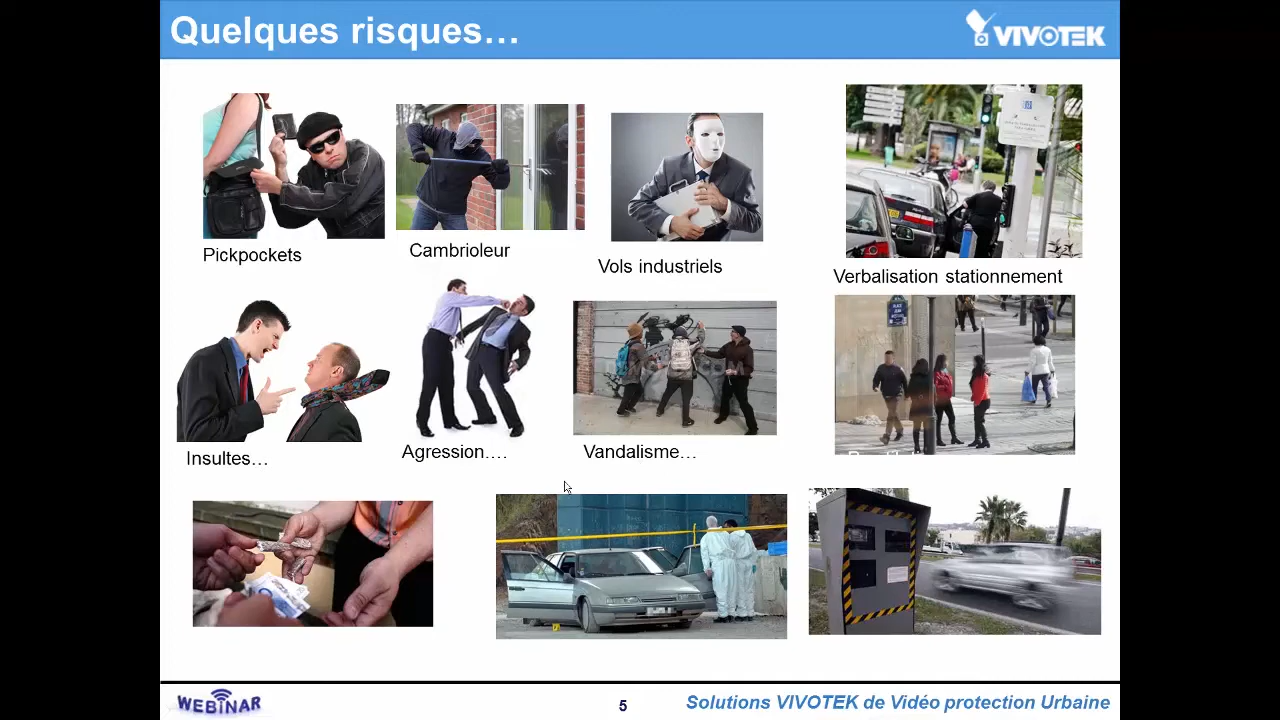 Quelques risques…
VIVOTEK
Pickpockets
Cambrioleur
Vols industriels
Verbalisation stationnement
Insultes…
Agression….
Vandalisme…
WEBINAR
5
Solutions VIVOTEK de Vidéo protection Urbaine